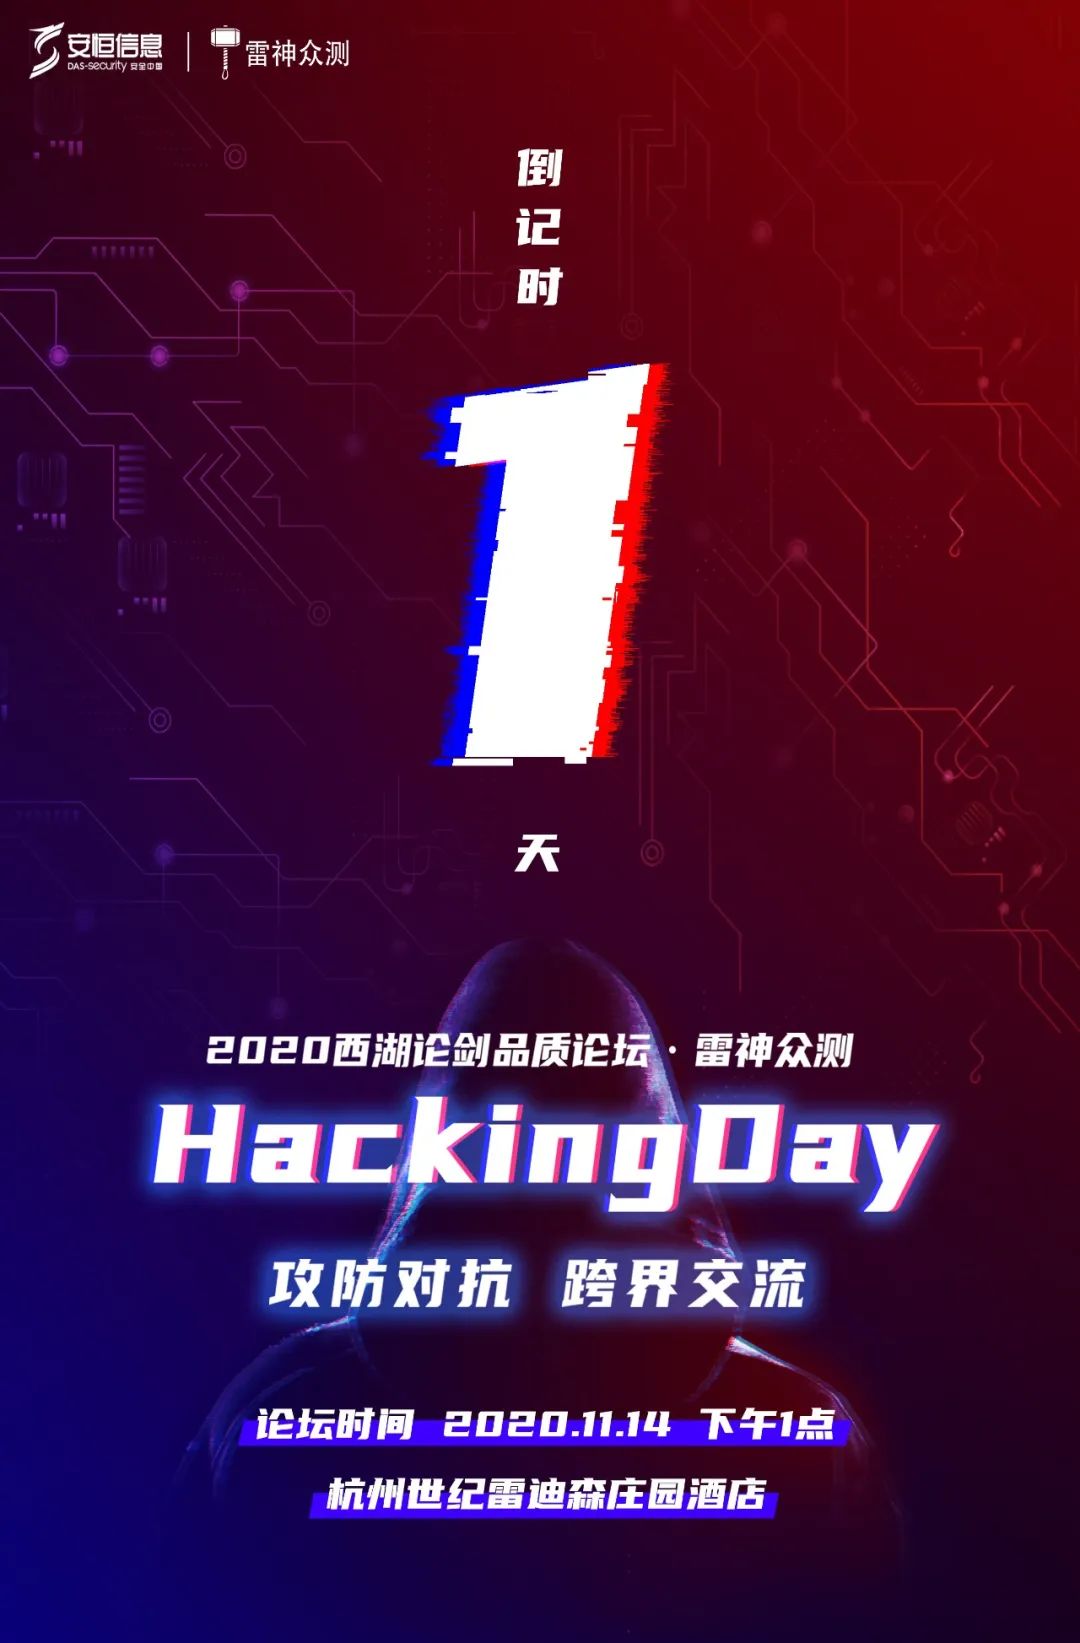 安恒信息
DAS-security 安全中国
雷神众测
倒
记
时
1
天
2020西湖论剑品质论坛·雷神众测
HackingDay
攻防对抗 跨界交流
论坛时间 2020.11.14 下午1点
杭州世纪雷迪森庄园酒店